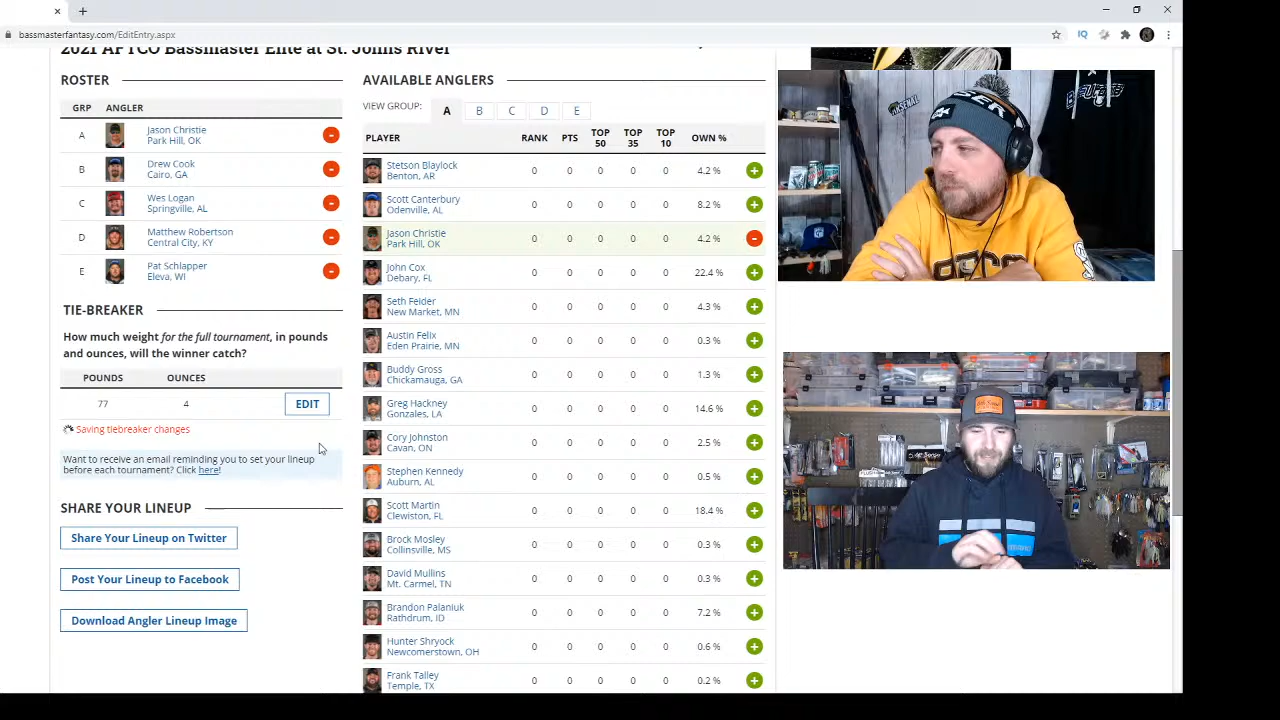 bassmasterfantasy.com/EditEntry.aspx
2021 AFTCO Bassmaster Elite at St. Johns River
ROSTER
GRP ANGLER
A Jason Christie
Park Hill, OK
B Drew Cook
Cairo, GA
C Wes Logan
Springville, AL
D Matthew Robertson
Central City, KY
E Pat Schlapper
Eleva, WI
TIE-BREAKER
How much weight for the full tournament, in pounds
and ounces, will the winner catch?
POUNDS OUNCES
77 EDIT
Saving tiebreaker changes
Want to receive an email reminding you to set your lineup
before each tournament? Click here!
SHARE YOUR LINEUP
Share Your Lineup on Twitter
Post Your Lineup to Facebook
Download Angler Lineup Image
AVAILABLE ANGLERS
VIEW GROUP: A B C D E
PLAYER RANK PTS TOP 50 TOP 35 TOP 10 OWN %
Stetson Blaylock 0 0 0 0 0 4.2 %
Benton, AR
Scott Canterbury 0 0 0 0 0 8.2 %
Odenville, AL
Jason Christie 0 0 0 0 0 4.2 %
Park Hill, OK
John Cox 0 0 0 0 0 22.4 %
Debary, FL
Seth Feider 0 0 0 0 0 4.3 %
New Market, MN
Austin Felix 0 0 0 0 0 1.5 %
Eden Prairie, MN
Buddy Gross 0 0 0 0 0 1.3 %
Chickamauga, GA
Greg Hackney 0 0 0 0 0 14.6 %
Gonzales, LA
Cory Johnston 0 0 0 0 0 2.5 %
Cavan, ON
Stephen Kennedy 0 0 0 0 0 0.5 %
Auburn, AL
Scott Martin 0 0 0 0 0 18.4 %
Clewiston, FL
Brock Mosley 0 0 0 0 0 0.3 %
Collinsville, MS
David Mullins 0 0 0 0 0 1.1 %
Mt. Carmel, TN
Brandon Palaniuk 0 0 0 0 0 7.2 %
Rathdrum, ID
Hunter Shryock 0 0 0 0 0 0.6 %
Newcomerstown, OH
Frank Talley 0 0 0 0 0 0.2 %
Temple, TX
ARSENAL
AFTCO